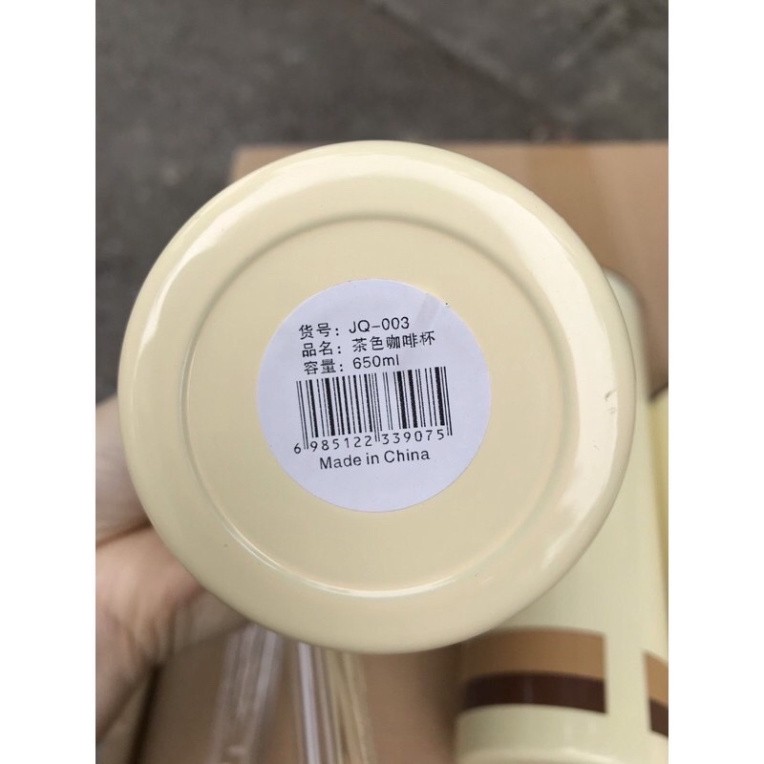 货号: JQ-003
品名: 茶色咖啡杯
容量: 650ml
6 985122 339075
Made in China